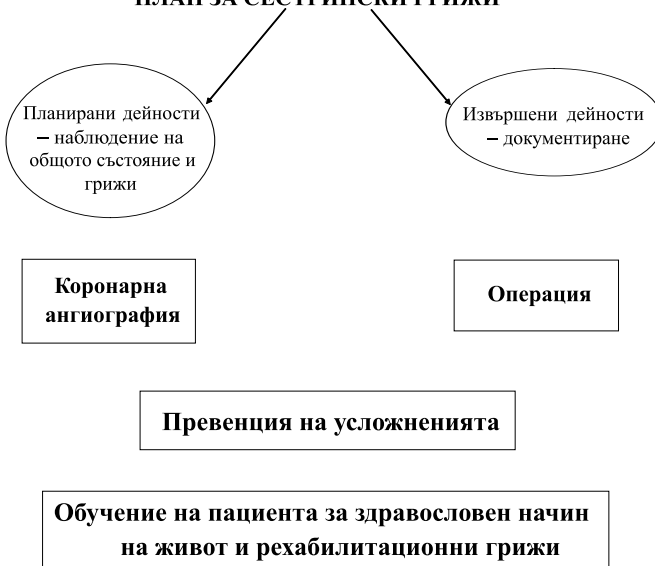 ПЛАН ЗА СЕСТРИНСКИ ГРИЖИ
Планирани дейности
– наблюдение на
общото състояние и
грижи
Извършени дейности
– документиране
Коронарна
ангиография
Операция
Превенция на усложненията
Обучение на пациента за здравословен начин
на живот и рехабилитационни грижи